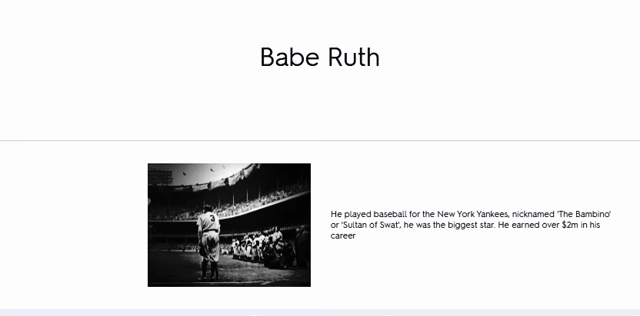 Babe Ruth
3
He played baseball for the New York Yankees, nicknamed 'The Bambino'
or 'Sultan of Swat', he was the biggest star. He earned over $2m in his
career